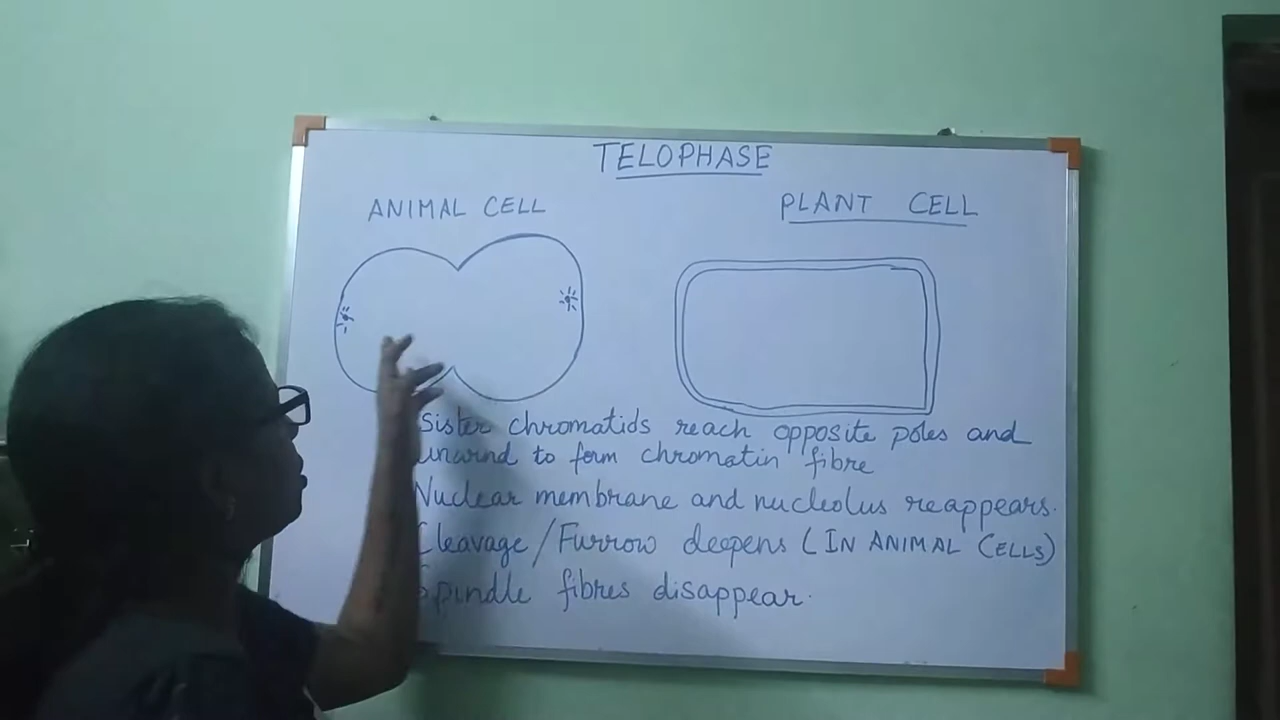 TELOPHASE
ANIMAL CELL
PLANT CELL
Sister chromatids reach opposite poles and
unwind to form chromatin fibre
Nuclear membrane and nucleolus reappears.
Cleavage/Furrow deepens (IN ANIMAL CELLS)
Spindle fibres disappear.